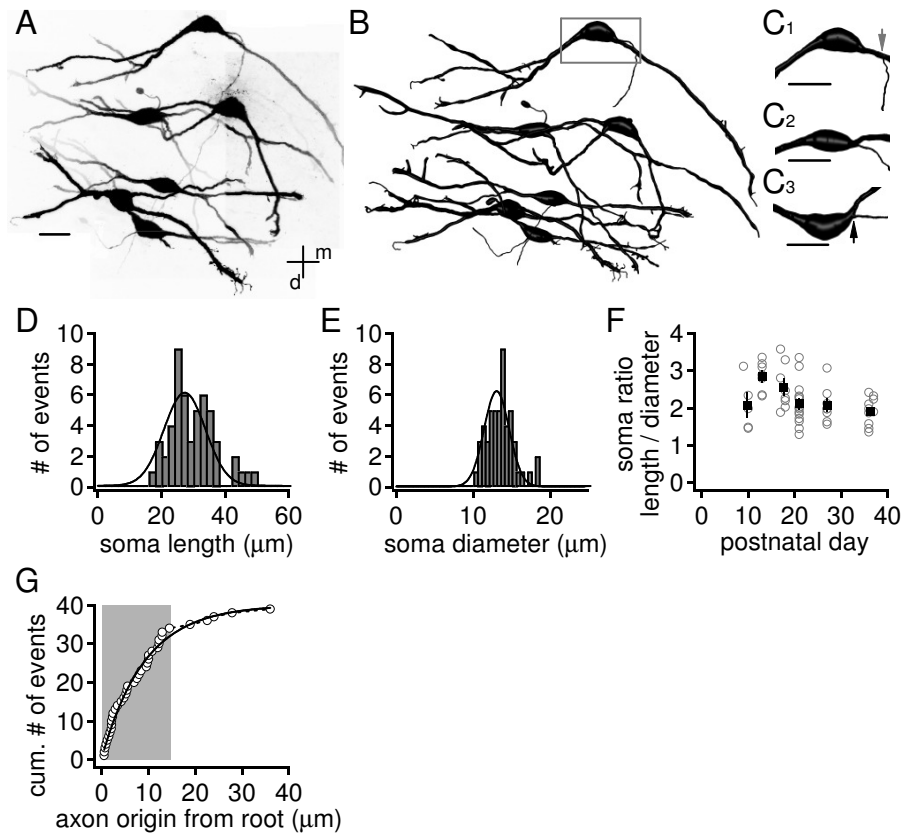 A
B
C1
C2
C3
m
d
D
# of events
10
8
6
4
2
0
0 20 40 60
soma length (µm)
E
# of events
10
8
6
4
2
0
0 10 20
soma diameter (µm)
F
soma ratio
length / diameter
4
3
2
1
0
0 10 20 30 40
postnatal day
G
cum. # of events
40
30
20
10
0
0 10 20 30 40
axon origin from root (µm)